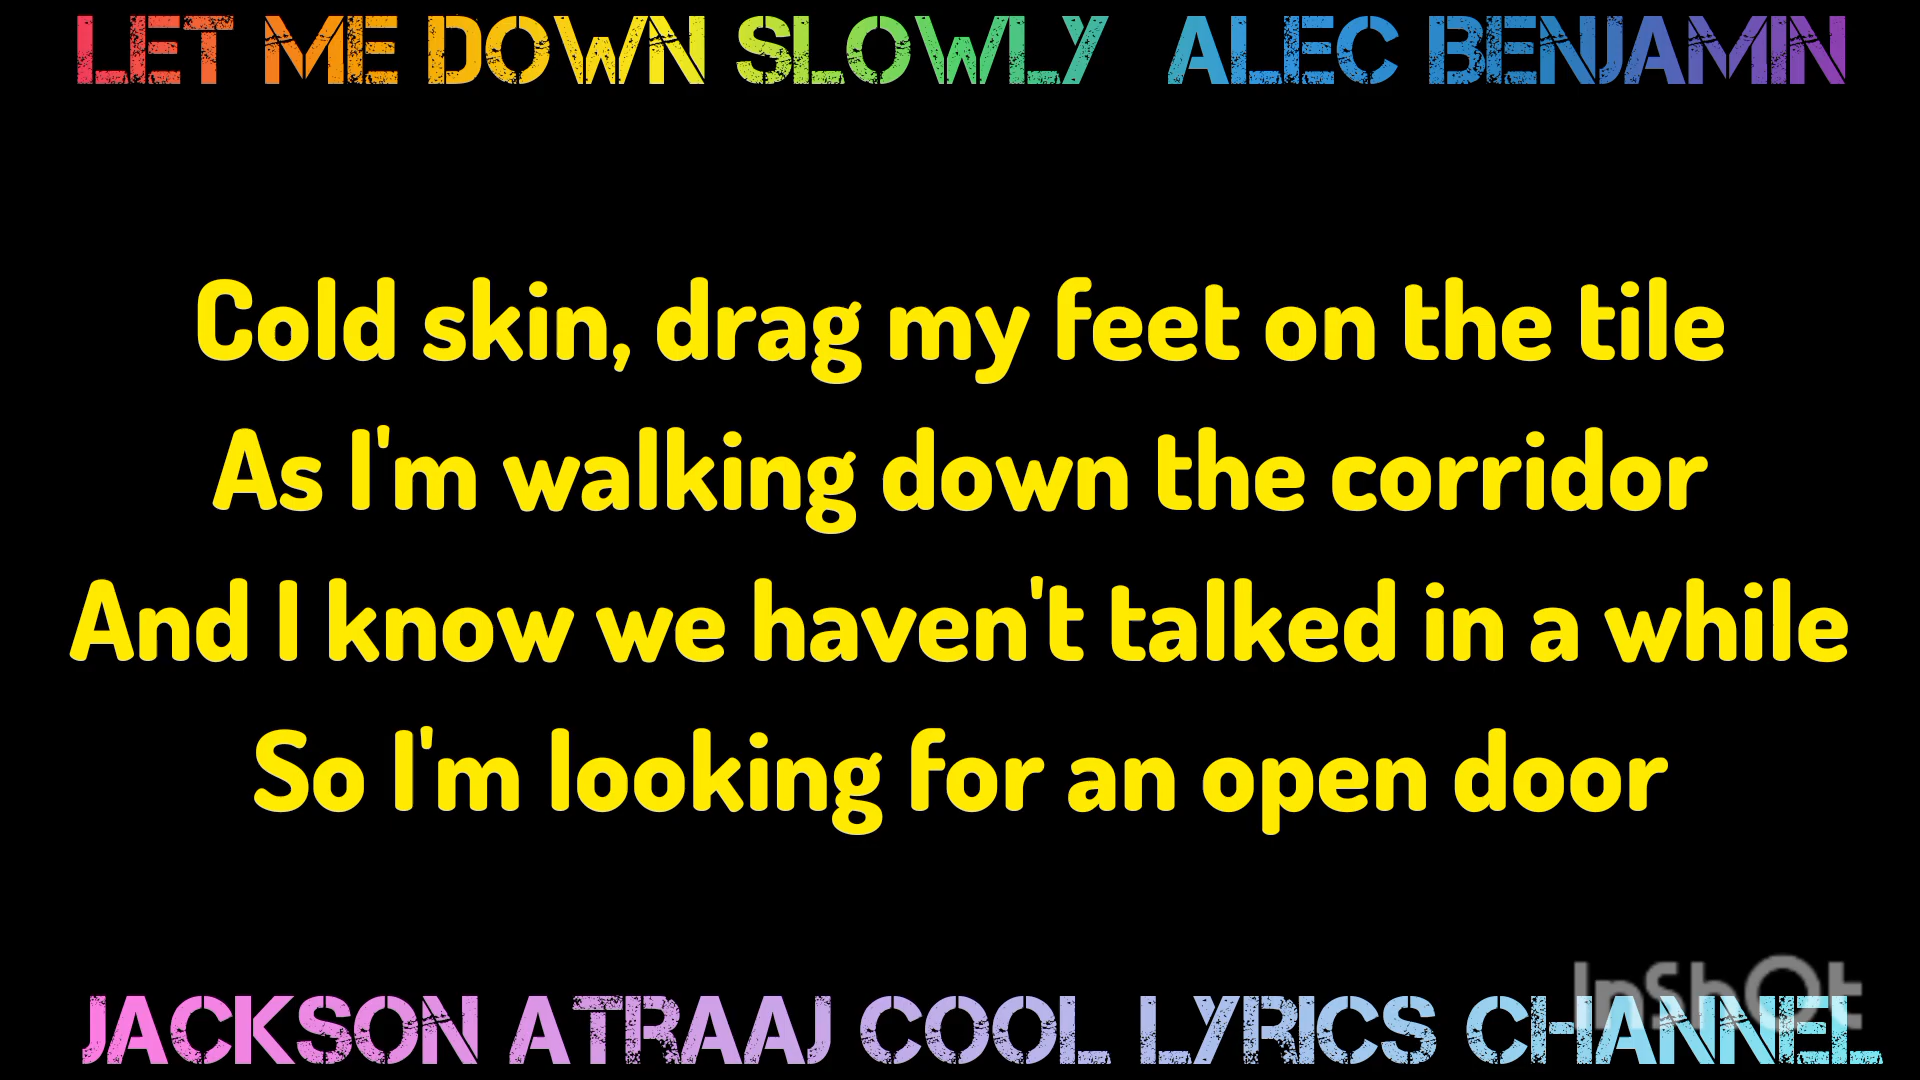 LET ME DOWN SLOWLY ALEC BENJAMIN
Cold skin, drag my feet on the tile
As I'm walking down the corridor
And I know we haven't talked in a while
So I'm looking for an open door
InShOt
JACKSON ATRAAJ COOL LYRICS CHANNEL